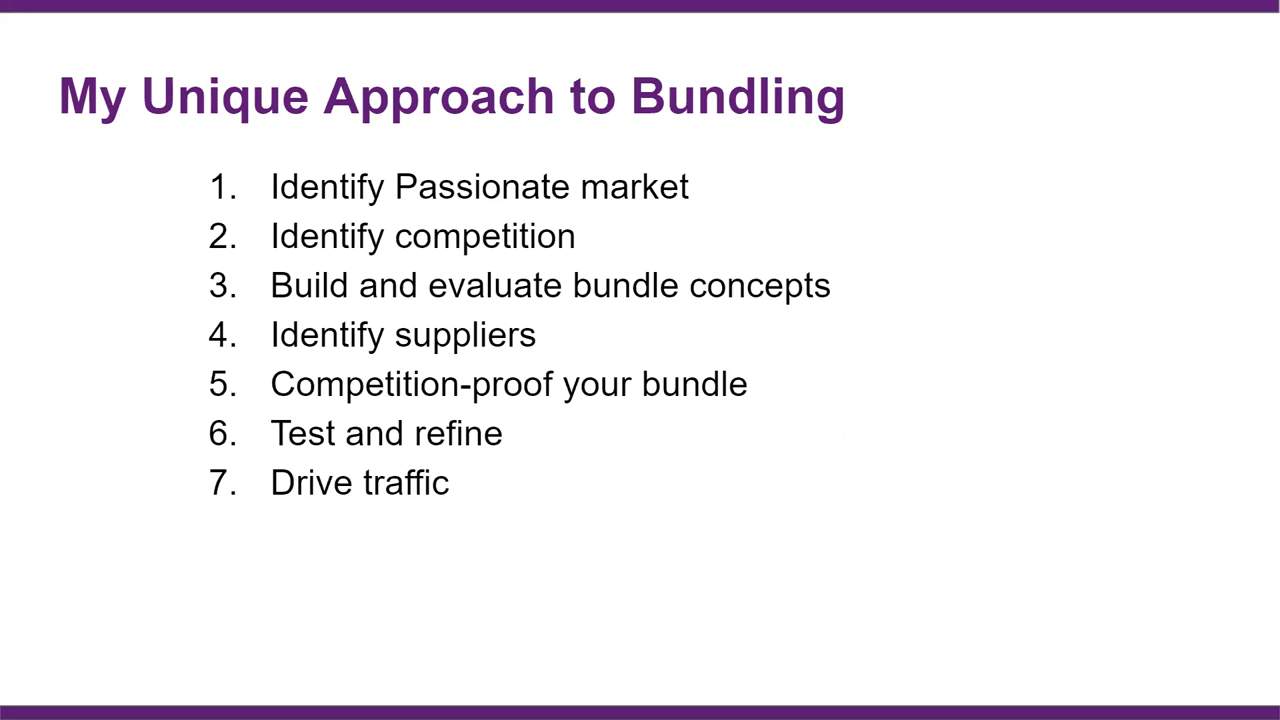 My Unique Approach to Bundling
1. Identify Passionate market
2. Identify competition
3. Build and evaluate bundle concepts
4. Identify suppliers
5. Competition-proof your bundle
6. Test and refine
7. Drive traffic